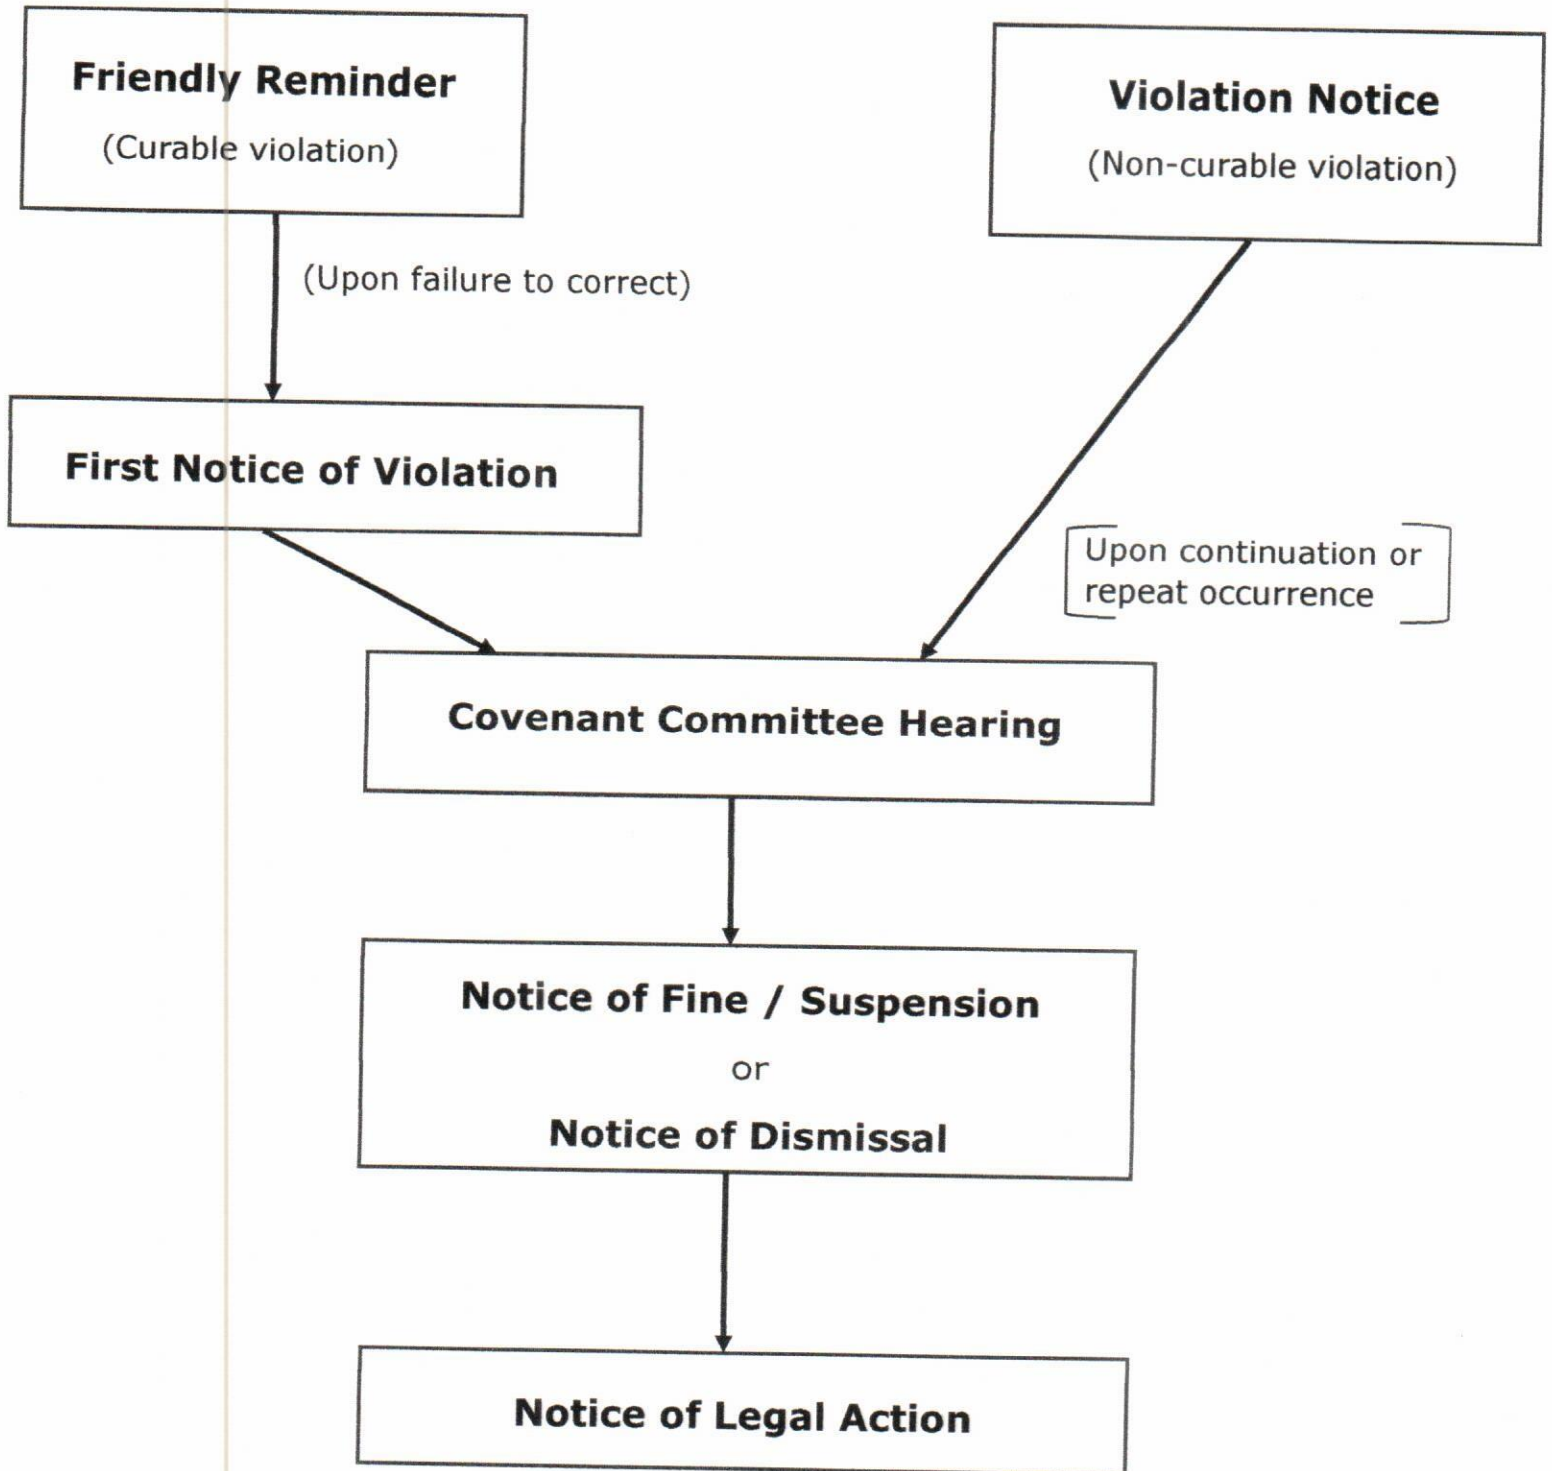 Friendly Reminder
(Curable violation)
Violation Notice
(Non-curable violation)
(Upon failure to correct)
First Notice of Violation
Upon continuation or
repeat occurrence
Covenant Committee Hearing
Notice of Fine / Suspension
or
Notice of Dismissal
Notice of Legal Action